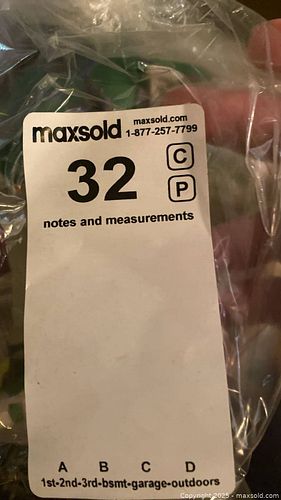 maxsold maxsold.com
1-877-257-7799
32 C
P
notes and measurements
A B C D
1st-2nd-3rd-bsmt-garage-outdoors
Copyright 2025 - maxsold.com